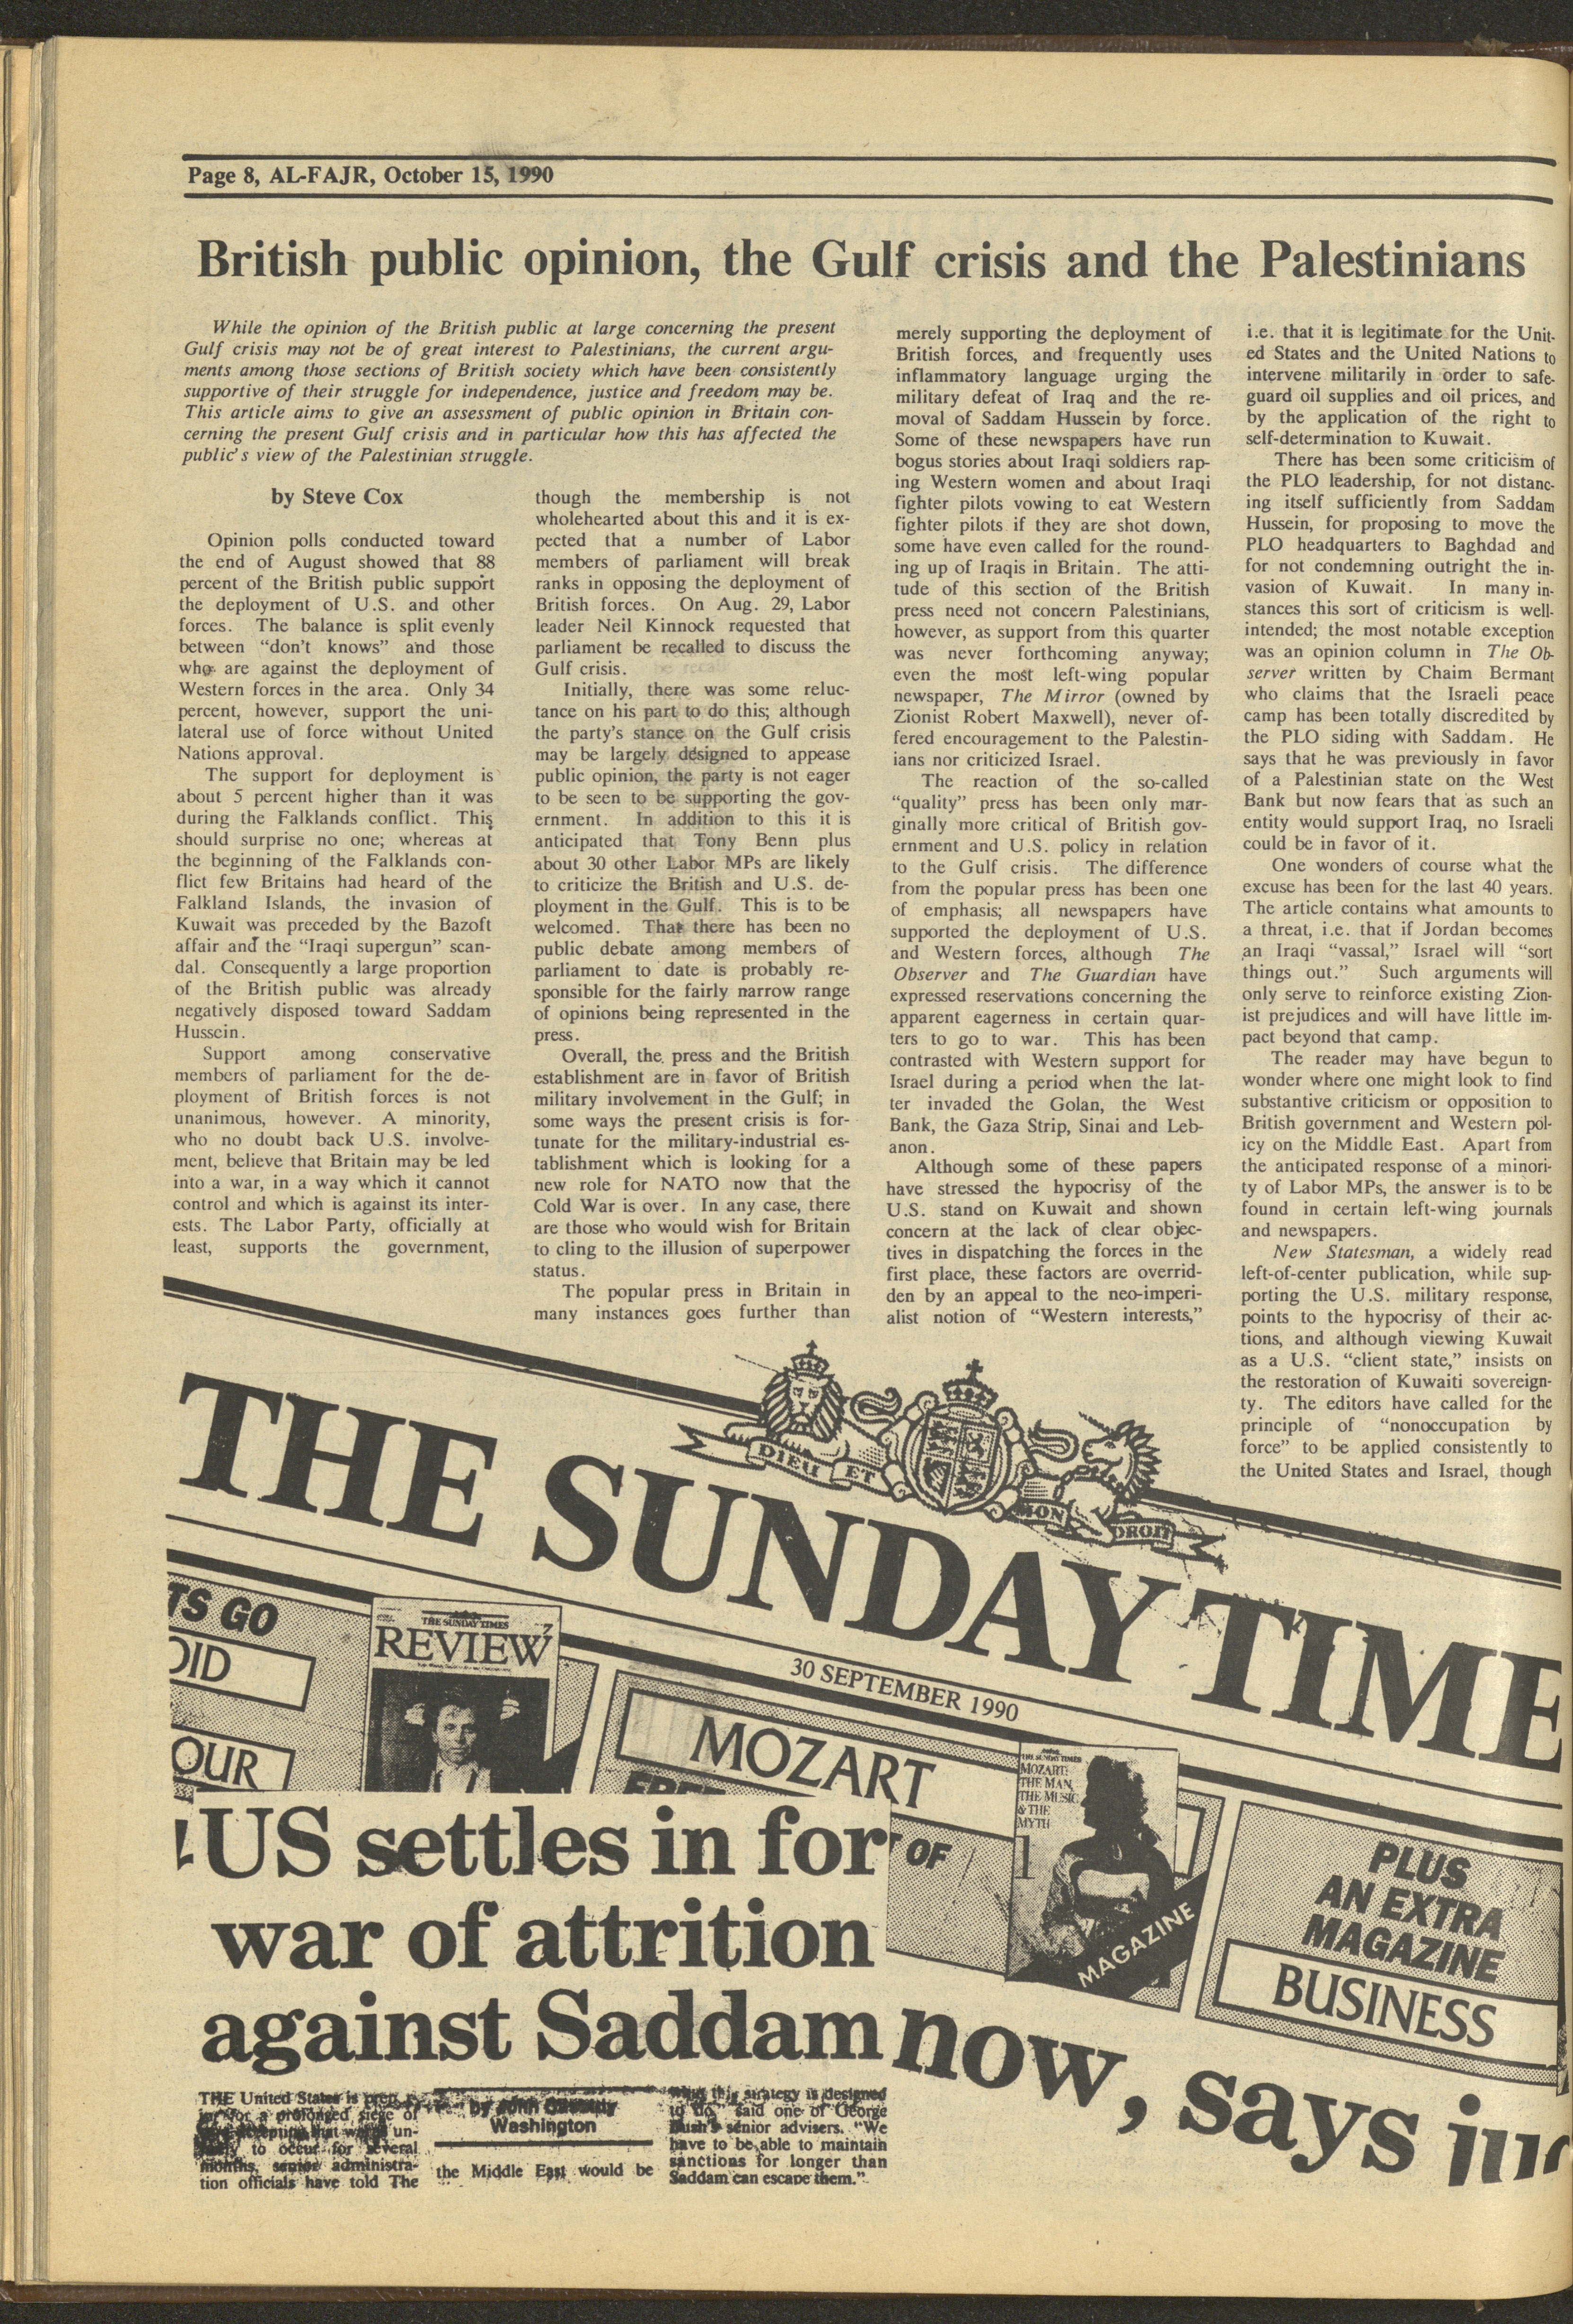 Page 8, AL-FAJR, October 15, 1990
British public opinion, the Gulf crisis and the Palestinians
While the opinion of the British public at large concerning the present
Gulf crisis may not be of great interest to Palestinians, the current argu-
ments among those sections of British society which have been consistently
supportive of their struggle for independence, justice and freedom may be.
This article aims to give an assessment of public opinion in Britain con-
cerning the present Gulf crisis and in particular how this has affected the
public's view of the Palestinian struggle.
by Steve Cox
Opinion polls conducted toward
the end of August showed that 88
percent of the British public support
the deployment of U.S. and other
forces. The balance is split evenly
between “don't knows” and those
who are against the deployment of
Western forces in the area. Only 34
percent, however, support the uni-
lateral use of force without United
Nations approval.
The support for deployment is
about 5 percent higher than it was
during the Falklands conflict. This
should surprise no one; whereas at
the beginning of the Falklands con-
flict few Britains had heard of the
Falkland Islands, the invasion of
Kuwait was preceded by the Bazoft
affair and the “Iraqi supergun” scan-
dal. Consequently a large proportion
of the British public was already
negatively disposed toward Saddam
Hussein.
Support among conservative
members of parliament for the de-
ployment of British forces is not
unanimous, however. A minority,
who no doubt back U.S. involve-
ment, believe that Britain may be led
into a war, in a way which it cannot
control and which is against its inter-
ests. The Labor Party, officially at
least, supports the government,
though the membership is not
wholehearted about this and it is ex-
pected that a number of Labor
members of parliament will break
ranks in opposing the deployment of
British forces. On Aug. 29, Labor
leader Neil Kinnock requested that
parliament be recalled to discuss the
Gulf crisis.
Initially, there was some reluc-
tance on his part to do this; although
the party's stance on the Gulf crisis
may be largely designed to appease
public opinion, the party is not eager
to be seen to be supporting the gov-
ernment. In addition to this it is
anticipated that Tony Benn plus
about 30 other Labor MPs are likely
to criticize the British and U.S. de-
ployment in the Gulf. This is to be
welcomed. That there has been no
public debate among members of
parliament to date is probably re-
sponsible for the fairly narrow range
of opinions being represented in the
press.
Overall, the press and the British
establishment are in favor of British
military involvement in the Gulf; in
some ways the present crisis is for-
tunate for the military-industrial es-
tablishment which is looking for a
new role for NATO now that the
Cold War is over. In any case, there
are those who would wish for Britain
to cling to the illusion of superpower
status.
The popular press in Britain in
many instances goes further than
merely supporting the deployment of
British forces, and frequently uses
inflammatory language urging the
military defeat of Iraq and the re-
moval of Saddam Hussein by force.
Some of these newspapers have run
bogus stories about Iraqi soldiers rap-
ing Western women and about Iraqi
fighter pilots vowing to eat Western
fighter pilots if they are shot down,
some have even called for the round-
ing up of Iraqis in Britain. The atti-
tude of this section of the British
press need not concern Palestinians,
however, as support from this quarter
was never forthcoming anyway;
even the most left-wing popular
newspaper, The Mirror (owned by
Zionist Robert Maxwell), never of-
fered encouragement to the Palestin-
ians nor criticized Israel.
The reaction of the so-called
“quality” press has been only mar-
ginally more critical of British gov-
ernment and U.S. policy in relation
to the Gulf crisis. The difference
from the popular press has been one
of emphasis; all newspapers have
supported the deployment of U.S.
and Western forces, although The
Observer and The Guardian have
expressed reservations concerning the
apparent eagerness in certain quar-
ters to go to war. This has been
contrasted with Western support for
Israel during a period when the lat-
ter invaded the Golan, the West
Bank, the Gaza Strip, Sinai and Leb-
anon.
Although some of these papers
have stressed the hypocrisy of the
U.S. stand on Kuwait and shown
concern at the lack of clear objec-
tives in dispatching the forces in the
first place, these factors are overrid-
den by an appeal to the neo-imperi-
alist notion of “Western interests,”
i.e. that it is legitimate for the Unit-
ed States and the United Nations to
intervene militarily in order to safe-
guard oil supplies and oil prices, and
by the application of the right to
self-determination to Kuwait.
There has been some criticism of
the PLO leadership, for not distanc-
ing itself sufficiently from Saddam
Hussein, for proposing to move the
PLO headquarters to Baghdad and
for not condemning outright the in-
vasion of Kuwait. In many in-
stances this sort of criticism is well-
intended; the most notable exception
was an opinion column in The Ob-
server written by Chaim Bermant
who claims that the Israeli peace
camp has been totally discredited by
the PLO siding with Saddam. He
says that he was previously in favor
of a Palestinian state on the West
Bank but now fears that as such an
entity would support Iraq, no Israeli
could be in favor of it.
One wonders of course what the
excuse has been for the last 40 years.
The article contains what amounts to
a threat, i.e. that if Jordan becomes
an Iraqi “vassal,” Israel will “sort
things out.” Such arguments will
only serve to reinforce existing Zion-
ist prejudices and will have little im-
pact beyond that camp.
The reader may have begun to
wonder where one might look to find
substantive criticism or opposition to
British government and Western pol-
icy on the Middle East. Apart from
the anticipated response of a minori-
ty of Labor MPs, the answer is to be
found in certain left-wing journals
and newspapers.
New Statesman, a widely read
left-of-center publication, while sup-
porting the U.S. military response,
points to the hypocrisy of their ac-
tions, and although viewing Kuwait
as a U.S. “client state,” insists on
the restoration of Kuwaiti sovereign-
ty. The editors have called for the
principle of “nonoccupation by
force” to be applied consistently to
the United States and Israel, though
DIEU ET MON DROIT
THE SUNDAY TIME
30 SEPTEMBER 1990
TS GO
OID
OUR
THE SUNDAY TIMES
REVIEW
MOZART
OF
THE SUNDAY TIMES
MOZART:
THE MAN,
THE MUSIC
& THE
MYTH
1
MAGAZINE
PLUS
AN EXTRA
MAGAZINE
BUSINESS
US settles in for
war of attrition
against Saddam
now, says
THE United States is
for a prolonged siege of
un-
to occur for several
months, senior administra-
tion officials have told The
by John
Washington
the Middle East would be
this strategy is designed
to do,” said one of George
Bush's senior advisers. “We
have to be able to maintain
sanctions for longer than
Saddam can escape them.”